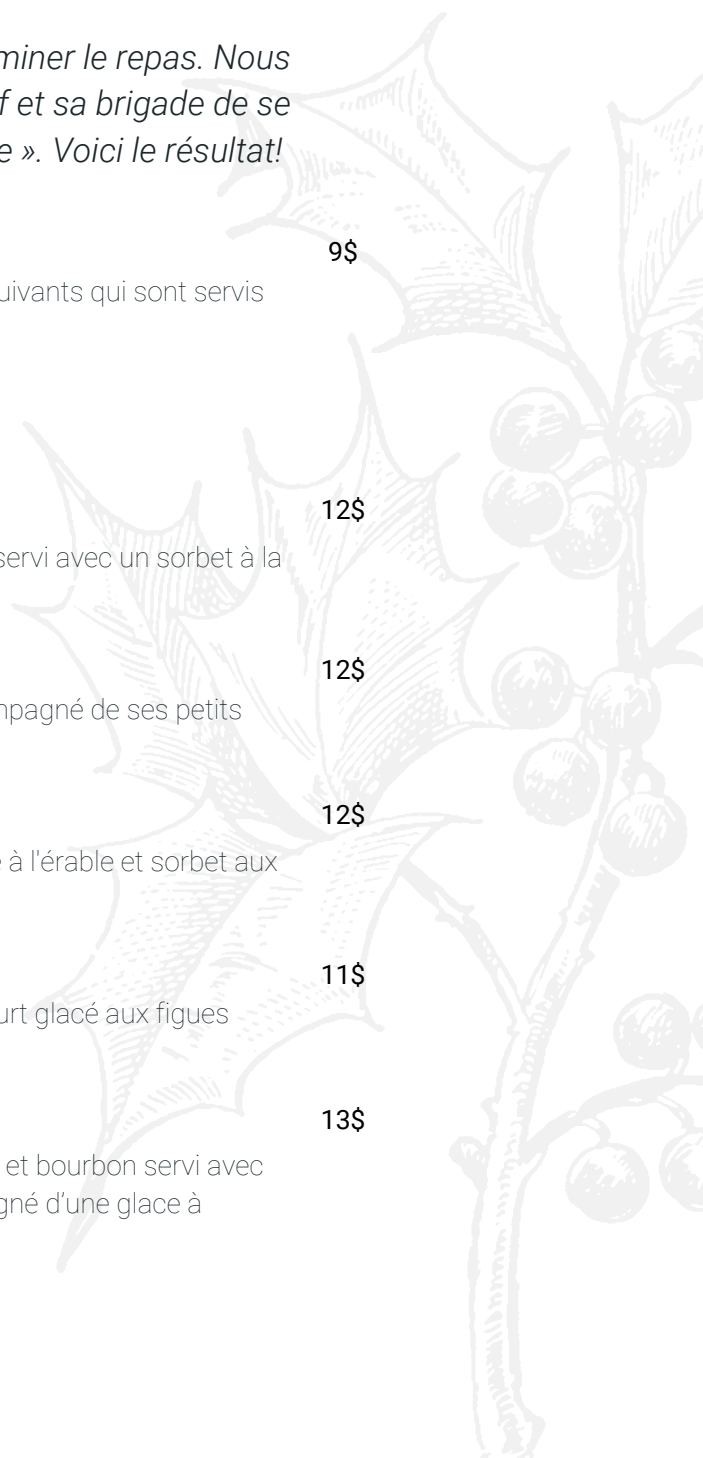 miner le repas. Nous
f et sa brigade de se
e ». Voici le résultat!
9$
uivants qui sont servis
12$
servi avec un sorbet à la
12$
mpagné de ses petits
12$
e à l'érable et sorbet aux
11$
urt glacé aux figues
13$
et bourbon servi avec
gné d’une glace à